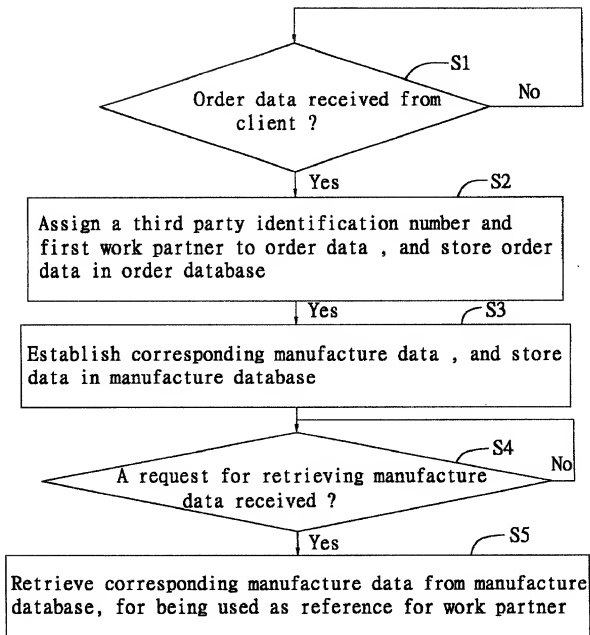 S1
Order data received from
client ?
No
Yes
S2
Assign a third party identification number and
first work partner to order data , and store order
data in order database
Yes
S3
Establish corresponding manufacture data , and store
data in manufacture database
S4
A request for retrieving manufacture
data received ?
No
Yes
S5
Retrieve corresponding manufacture data from manufacture
database, for being used as reference for work partner